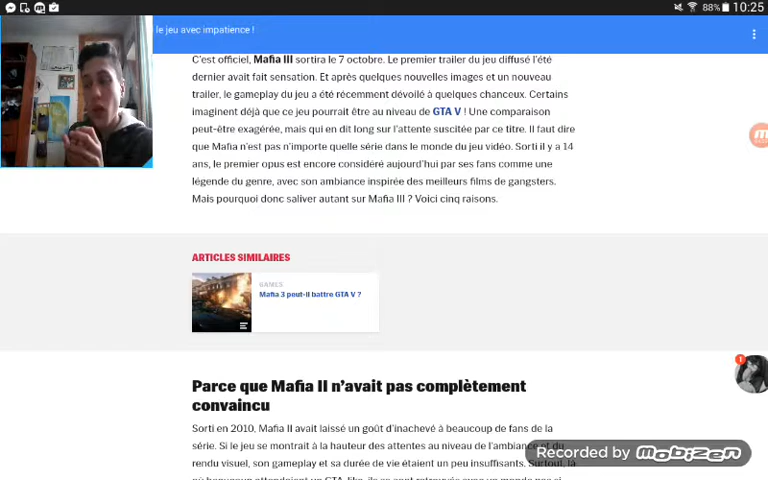 88% 10:25
le jeu avec impatience !
C'est officiel, Mafia III sortira le 7 octobre. Le premier trailer du jeu diffusé l'été
dernier avait fait sensation. Et après quelques nouvelles images et un nouveau
trailer, le gameplay du jeu a été récemment dévoilé à quelques chanceux. Certains
imaginent déjà que ce jeu pourrait être au niveau de GTA V ! Une comparaison
peut-être exagérée, mais qui en dit long sur l'attente suscitée par ce titre. Il faut dire
que Mafia n'est pas n'importe quelle série dans le monde du jeu vidéo. Sorti il y a 14
ans, le premier opus est encore considéré aujourd'hui par ses fans comme une
légende du genre, avec son ambiance inspirée des meilleurs films de gangsters.
Mais pourquoi donc saliver autant sur Mafia III ? Voici cinq raisons.
ARTICLES SIMILAIRES
GAMES
Mafia 3 peut-il battre GTA V ?
1
Parce que Mafia II n'avait pas complètement
convaincu
Sorti en 2010, Mafia II avait laissé un goût d'inachevé à beaucoup de fans de la
série. Si le jeu se montrait à la hauteur des attentes au niveau de l'ambiance et du
rendu visuel, son gameplay et sa durée de vie étaient un peu insuffisants. Surtout, là
Recorded by mobizen